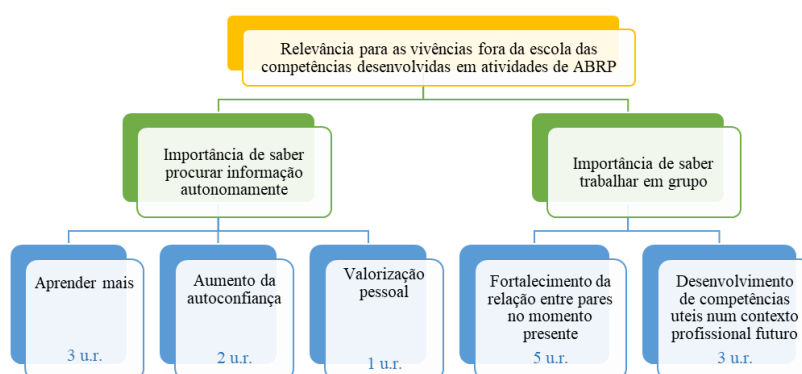 Relevância para as vivências fora da escola das
competências desenvolvidas em atividades de ABRP
Importância de saber
procurar informação
autonomamente
Importância de saber
trabalhar em grupo
Aprender mais
3 u.r.
Aumento da
autoconfiança
2 u.r.
Valorização
pessoal
1 u.r.
Fortalecimento da
relação entre pares
no momento
presente
5 u.r.
Desenvolvimento
de competências
uteis num contexto
profissional futuro
3 u.r.